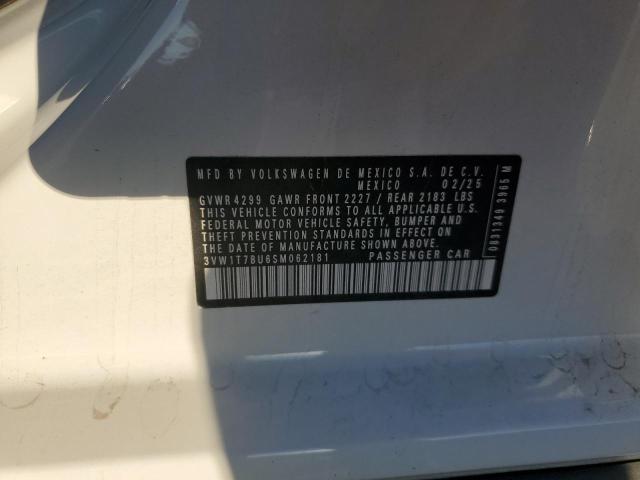 MFD BY VOLKSWAGEN DE MEXICO S.A. DE C.V.
MEXICO 02/25
GVWR 4299 GAWR FRONT 2227 / REAR 2183 LBS
THIS VEHICLE CONFORMS TO ALL APPLICABLE U.S.
FEDERAL MOTOR VEHICLE SAFETY, BUMPER AND
THEFT PREVENTION STANDARDS IN EFFECT ON
THE DATE OF MANUFACTURE SHOWN ABOVE.
3VW1T7BU6SM062181 PASSENGER CAR
0831349 3965 M